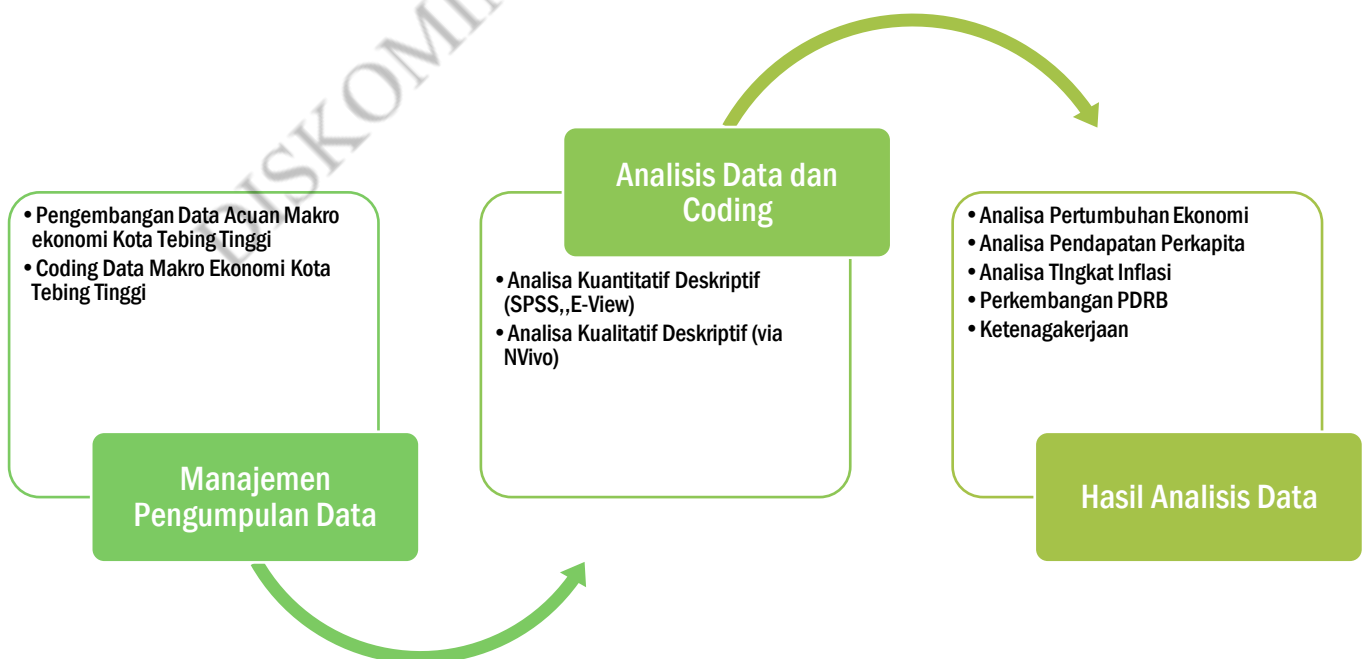 DISKOMI
• Pengembangan Data Acuan Makro
ekonomi Kota Tebing Tinggi
• Coding Data Makro Ekonomi Kota
Tebing Tinggi
Manajemen
Pengumpulan Data
Analisis Data dan
Coding
• Analisa Kuantitatif Deskriptif
(SPSS,,E-View)
• Analisa Kualitatif Deskriptif (via
NVivo)
• Analisa Pertumbuhan Ekonomi
• Analisa Pendapatan Perkapita
• Analisa TIngkat Inflasi
• Perkembangan PDRB
• Ketenagakerjaan
Hasil Analisis Data